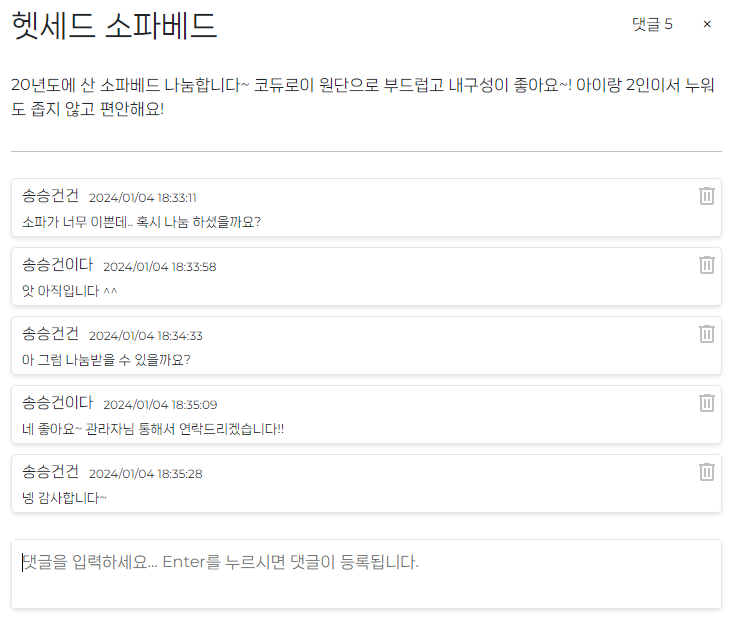 헷세드 소파베드
댓글 5 ×
20년도에 산 소파베드 나눔합니다~ 코듀로이 원단으로 부드럽고 내구성이 좋아요~! 아이랑 2인이서 누워
도 좁지 않고 편안해요!
송승건건 2024/01/04 18:33:11
소파가 너무 이쁜데.. 혹시 나눔 하셨을까요?
송승건이다 2024/01/04 18:33:58
앗 아직입니다 ^^
송승건건 2024/01/04 18:34:33
아 그럼 나눔받을 수 있을까요?
송승건이다 2024/01/04 18:35:09
네 좋아요~ 관라자님 통해서 연락드리겠습니다!!
송승건건 2024/01/04 18:35:28
넹 감사합니다~
댓글을 입력하세요... Enter를 누르시면 댓글이 등록됩니다.